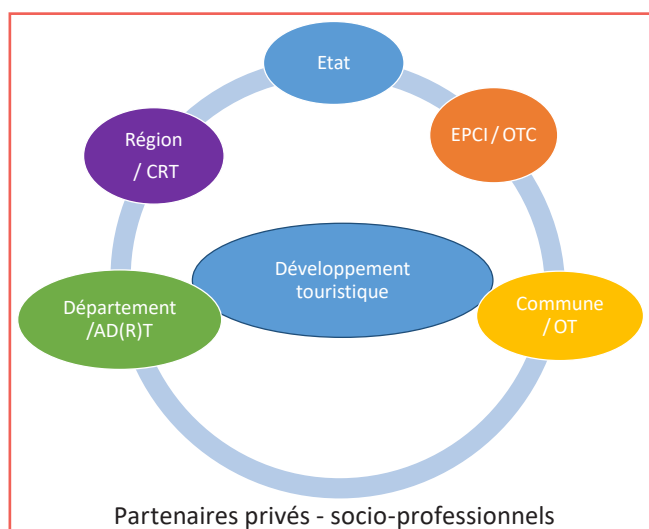 Etat
Région
/ CRT
EPCI / OTC
Développement
touristique
Département
/AD(R)T
Commune
/ OT
Partenaires privés - socio-professionnels